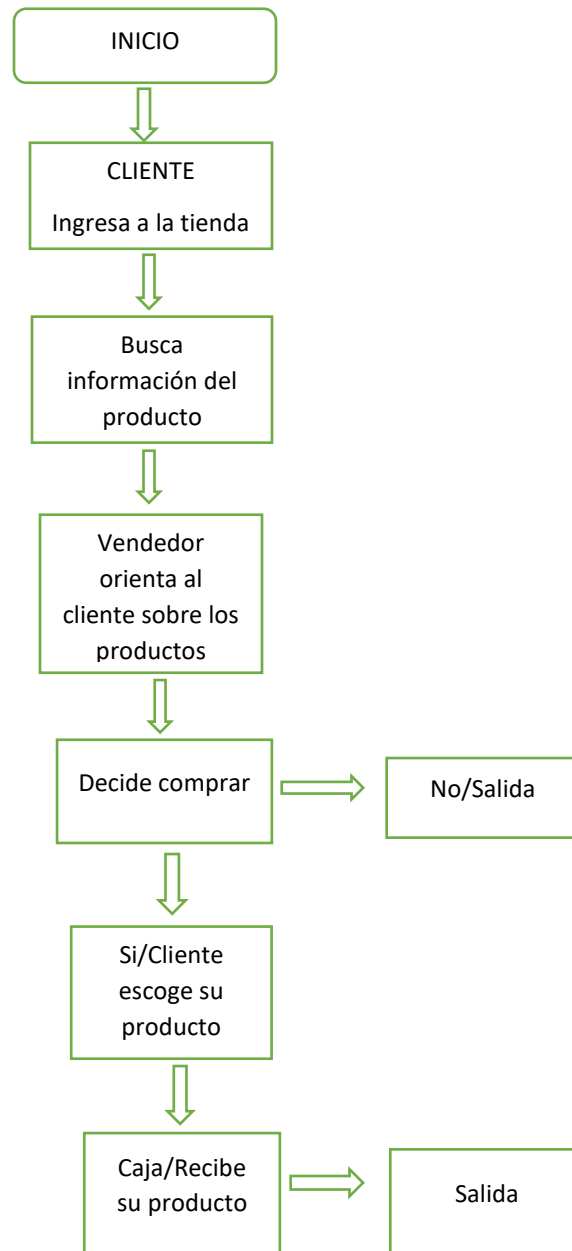 INICIO
CLIENTE
Ingresa a la tienda
Busca
información del
producto
Vendedor
orienta al
cliente sobre los
productos
Decide comprar
No/Salida
Si/Cliente
escoge su
producto
Caja/Recibe
su producto
Salida